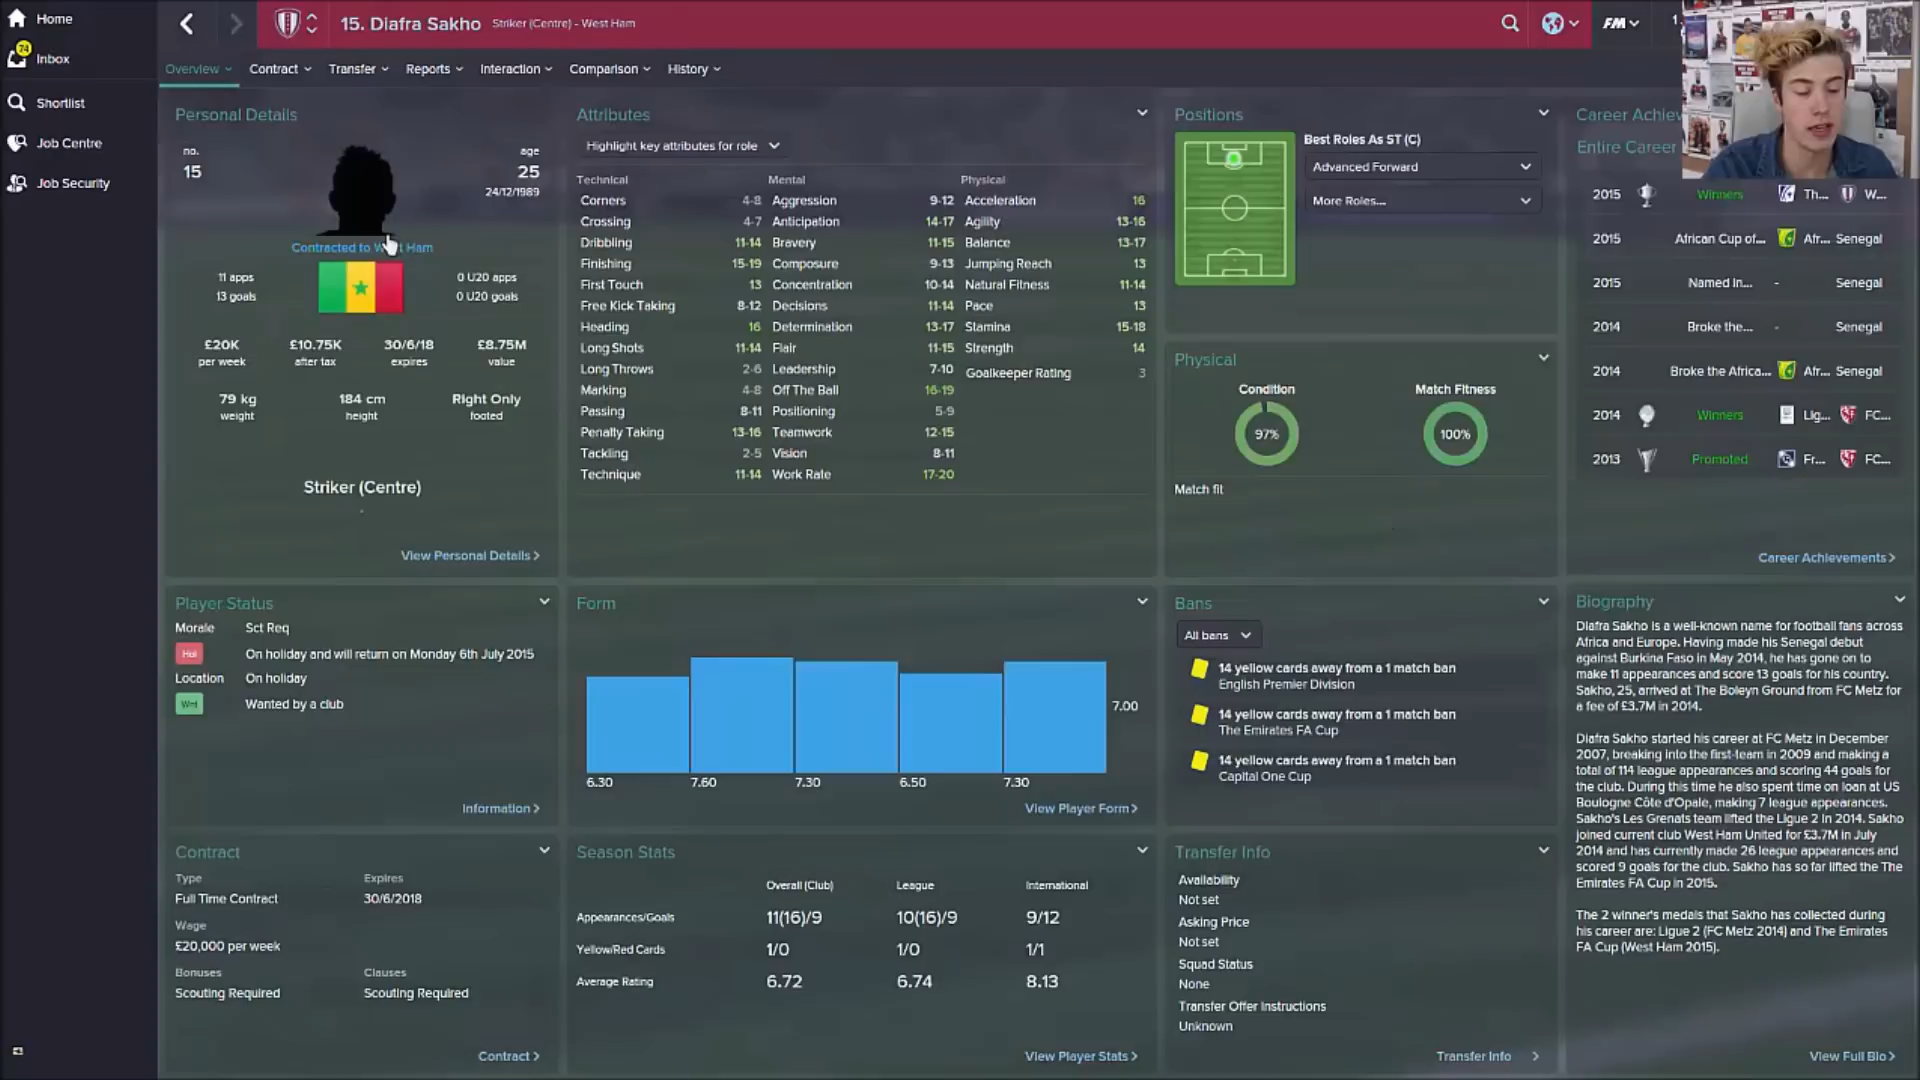 Home
74
Inbox
Shortlist
Job Centre
Job Security
15. Diafra Sakho Striker (Centre) - West Ham
FM
Overview Contract Transfer Reports Interaction Comparison History
Personal Details
no.
15
age
25
24/12/1989
Contracted to West Ham
11 apps
13 goals
0 U20 apps
0 U20 goals
£20K £10.75K 30/6/18 £8.75M
per week after tax expires value
79 kg 184 cm Right Only
weight height footed
Striker (Centre)
View Personal Details >
Attributes
Highlight key attributes for role
Technical Mental Physical
Corners 4-8 Aggression 9-12 Acceleration 16
Crossing 4-7 Anticipation 14-17 Agility 13-16
Dribbling 11-14 Bravery 11-15 Balance 13-17
Finishing 15-19 Composure 9-13 Jumping Reach 13
First Touch 13 Concentration 10-14 Natural Fitness 11-14
Free Kick Taking 8-12 Decisions 11-14 Pace 13
Heading 16 Determination 13-17 Stamina 15-18
Long Shots 11-14 Flair 11-15 Strength 14
Long Throws 2-6 Leadership 7-10 Goalkeeper Rating 3
Marking 4-8 Off The Ball 16-19
Passing 8-11 Positioning 5-9
Penalty Taking 13-16 Teamwork 12-15
Tackling 2-5 Vision 8-11
Technique 11-14 Work Rate 17-20
Positions
Best Roles As ST (C)
Advanced Forward
More Roles...
Physical
Condition Match Fitness
97% 100%
Match fit
Entire Career
2015 Winners Th... W...
2015 African Cup of... Afr... Senegal
2015 Named In... - Senegal
2014 Broke the... - Senegal
2014 Broke the Africa... Afr... Senegal
2014 Winners Lig... FC...
2013 Promoted Fr... FC...
Career Achievements >
Player Status
Morale Sct Req
Hol On holiday and will return on Monday 6th July 2015
Location On holiday
Wnt Wanted by a club
Information >
Form
7.00
6.30 7.60 7.30 6.50 7.30
View Player Form >
Bans
All bans
14 yellow cards away from a 1 match ban
English Premier Division
14 yellow cards away from a 1 match ban
The Emirates FA Cup
14 yellow cards away from a 1 match ban
Capital One Cup
Biography
Diafra Sakho is a well-known name for football fans across
Africa and Europe. Having made his Senegal debut
against Burkina Faso in May 2014, he has gone on to
make 11 appearances and score 13 goals for his country.
Sakho, 25, arrived at The Boleyn Ground from FC Metz for
a fee of £3.7M in 2014.
Diafra Sakho started his career at FC Metz in December
2007, breaking into the first-team in 2009 and making a
total of 114 league appearances and scoring 44 goals for
the club. During this time he also spent time on loan at US
Boulogne Côte d'Opale, making 7 league appearances.
Sakho's Les Grenats team lifted the Ligue 2 in 2014. Sakho
joined current club West Ham United for £3.7M in July
2014 and has currently made 26 league appearances and
scored 9 goals for the club. Sakho has so far lifted the The
Emirates FA Cup in 2015.
The 2 winner's medals that Sakho has collected during
his career are: Ligue 2 (FC Metz 2014) and The Emirates
FA Cup (West Ham 2015).
View Full Bio >
Contract
Type Expires
Full Time Contract 30/6/2018
Wage
£20,000 per week
Bonuses Clauses
Scouting Required Scouting Required
Contract >
Season Stats
Overall (Club) League International
Appearances/Goals 11(16)/9 10(16)/9 9/12
Yellow/Red Cards 1/0 1/0 1/1
Average Rating 6.72 6.74 8.13
View Player Stats >
Transfer Info
Availability
Not set
Asking Price
Not set
Squad Status
None
Transfer Offer Instructions
Unknown
Transfer Info >